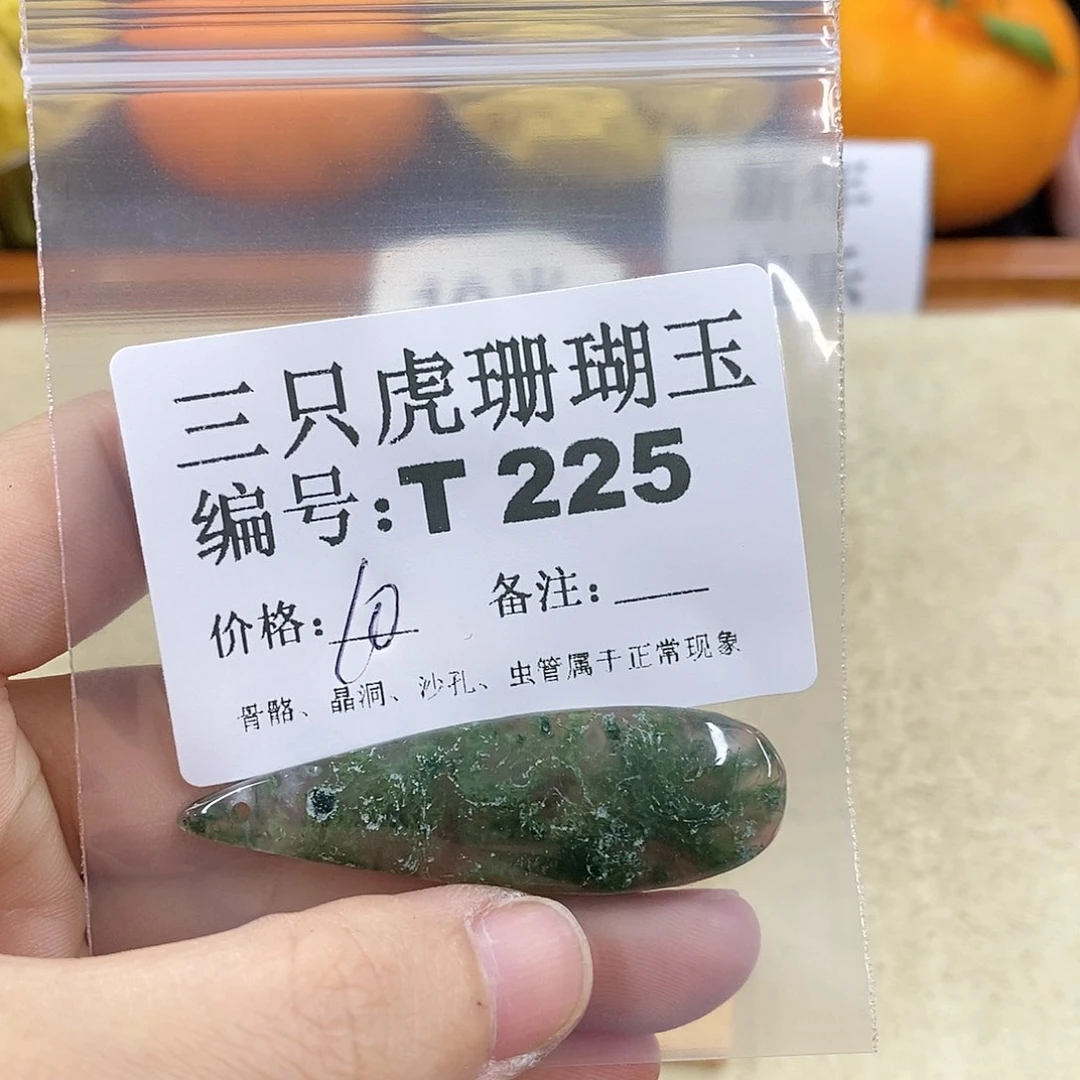 三只虎珊瑚玉
编号:T 225
价格:60 备注:
骨骼、晶洞、沙孔、虫管属于正常现象